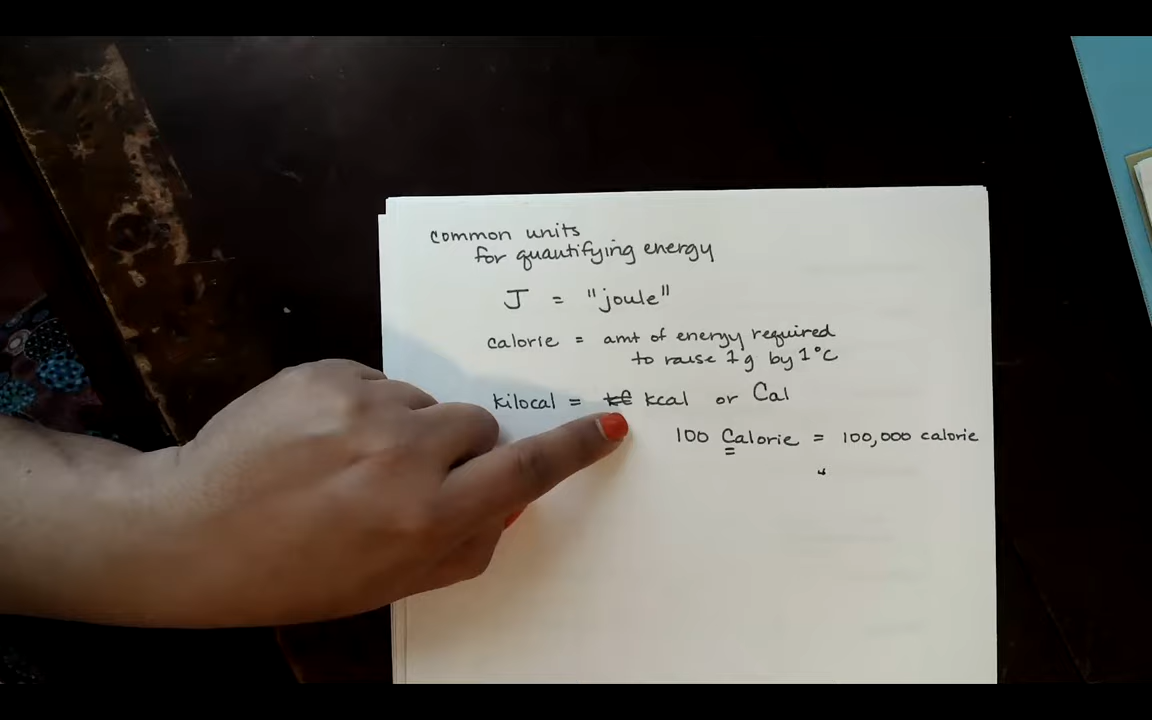 common units
for quantifying energy
J = "joule"
calorie = amt of energy required
to raise 1g by 1°C
kilocal = kcal or Cal
100 Calorie = 100,000 calorie